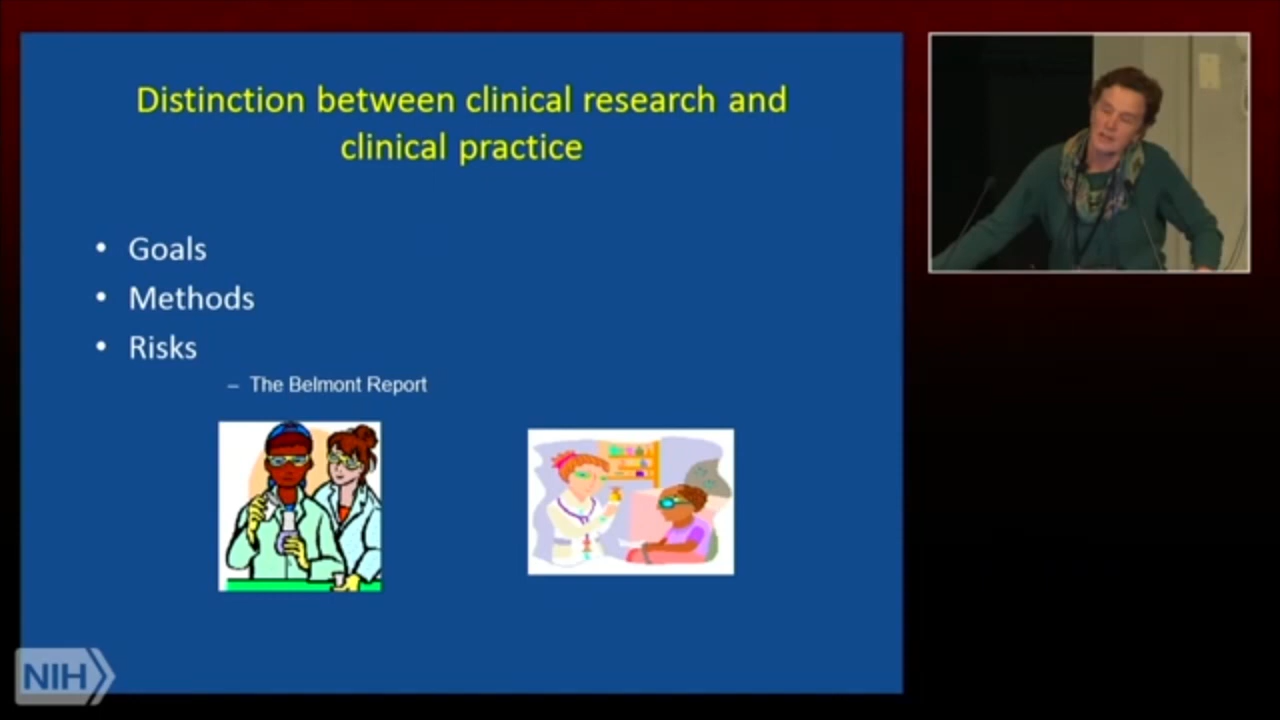 Distinction between clinical research and
clinical practice
• Goals
• Methods
• Risks
– The Belmont Report
NIH